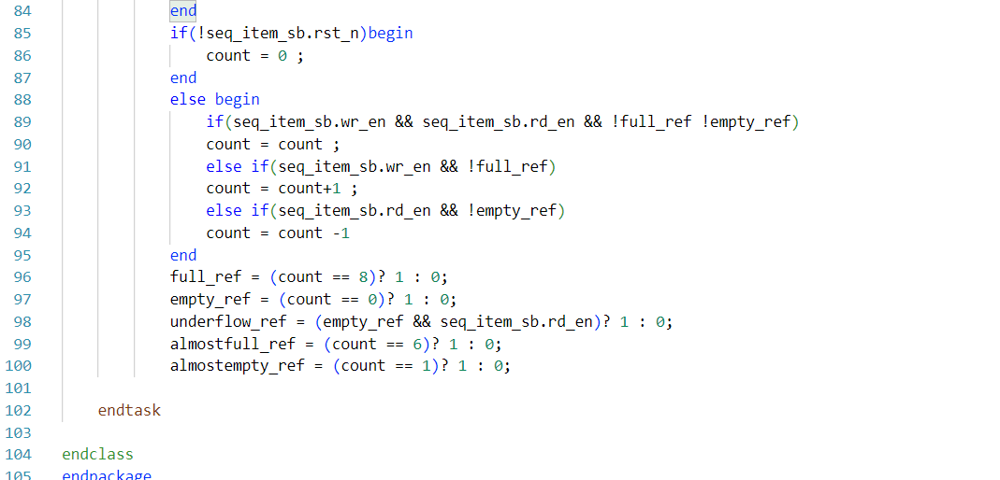 84 end
85 if(!seq_item_sb.rst_n)begin
86 count = 0 ;
87 end
88 else begin
89 if(seq_item_sb.wr_en && seq_item_sb.rd_en && !full_ref !empty_ref)
90 count = count ;
91 else if(seq_item_sb.wr_en && !full_ref)
92 count = count+1 ;
93 else if(seq_item_sb.rd_en && !empty_ref)
94 count = count -1
95 end
96 full_ref = (count == 8)? 1 : 0;
97 empty_ref = (count == 0)? 1 : 0;
98 underflow_ref = (empty_ref && seq_item_sb.rd_en)? 1 : 0;
99 almostfull_ref = (count == 6)? 1 : 0;
100 almostempty_ref = (count == 1)? 1 : 0;
101
102 endtask
103
104 endclass
105 endpackage